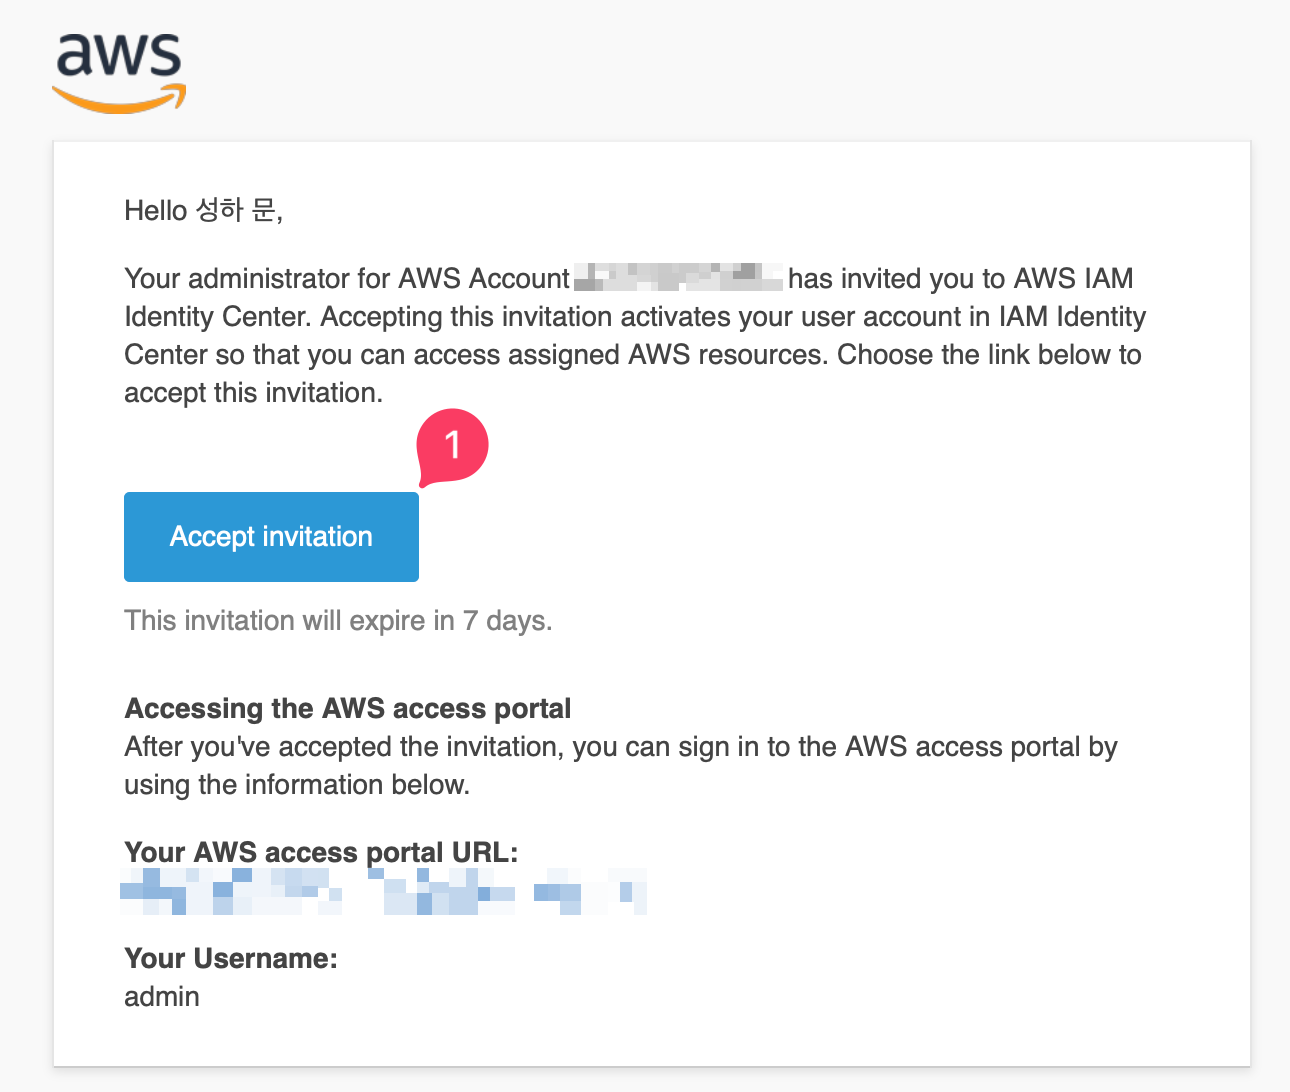 aws
Hello 성하 문,
Your administrator for AWS Account has invited you to AWS IAM
Identity Center. Accepting this invitation activates your user account in IAM Identity
Center so that you can access assigned AWS resources. Choose the link below to
accept this invitation.
1
Accept invitation
This invitation will expire in 7 days.
Accessing the AWS access portal
After you've accepted the invitation, you can sign in to the AWS access portal by
using the information below.
Your AWS access portal URL:
Your Username:
admin